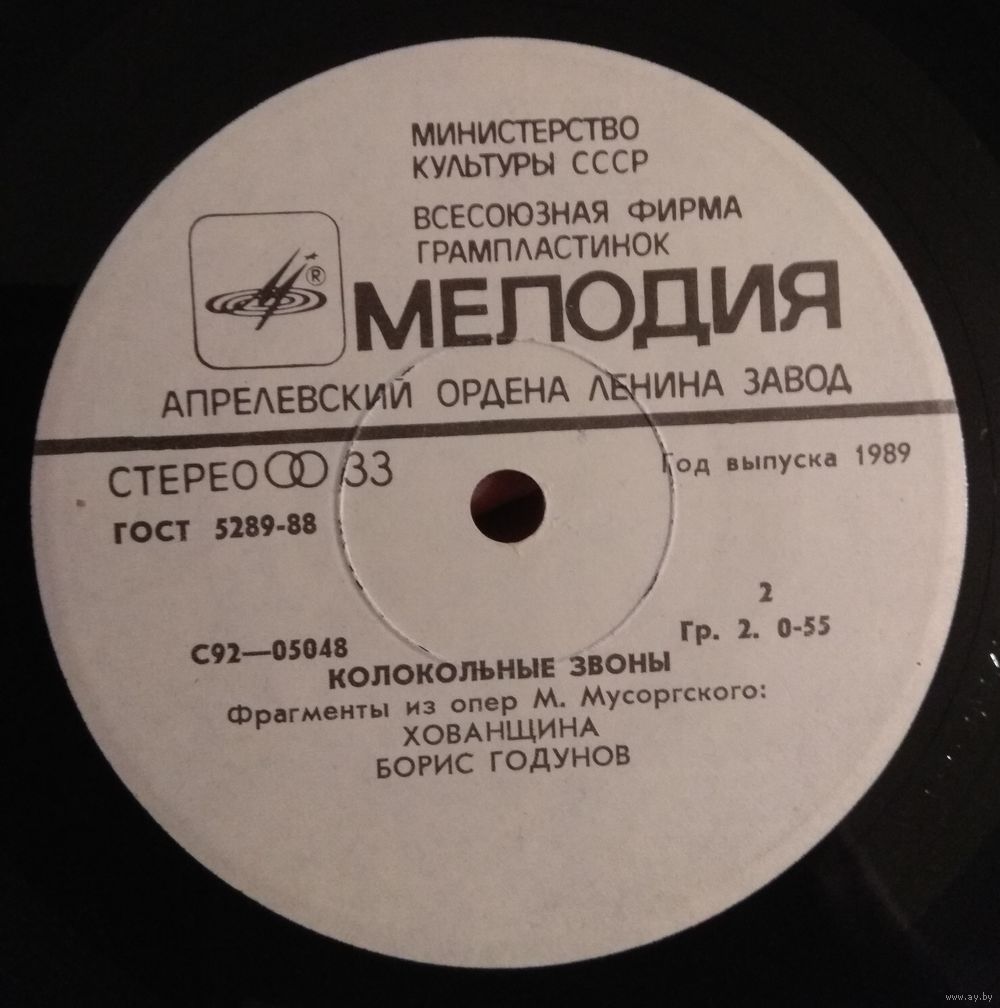 МИНИСТЕРСТВО
КУЛЬТУРЫ СССР
ВСЕСОЮЗНАЯ ФИРМА
ГРАМПЛАСТИНОК
®
МЕЛОДИЯ
АПРЕЛЕВСКИЙ ОРДЕНА ЛЕНИНА ЗАВОД
СТЕРЕО 33
Год выпуска 1989
ГОСТ 5289-88
2
Гр. 2. 0-55
С92—05048
КОЛОКОЛЬНЫЕ ЗВОНЫ
Фрагменты из опер М. Мусоргского:
ХОВАНЩИНА
БОРИС ГОДУНОВ
www.ay.by